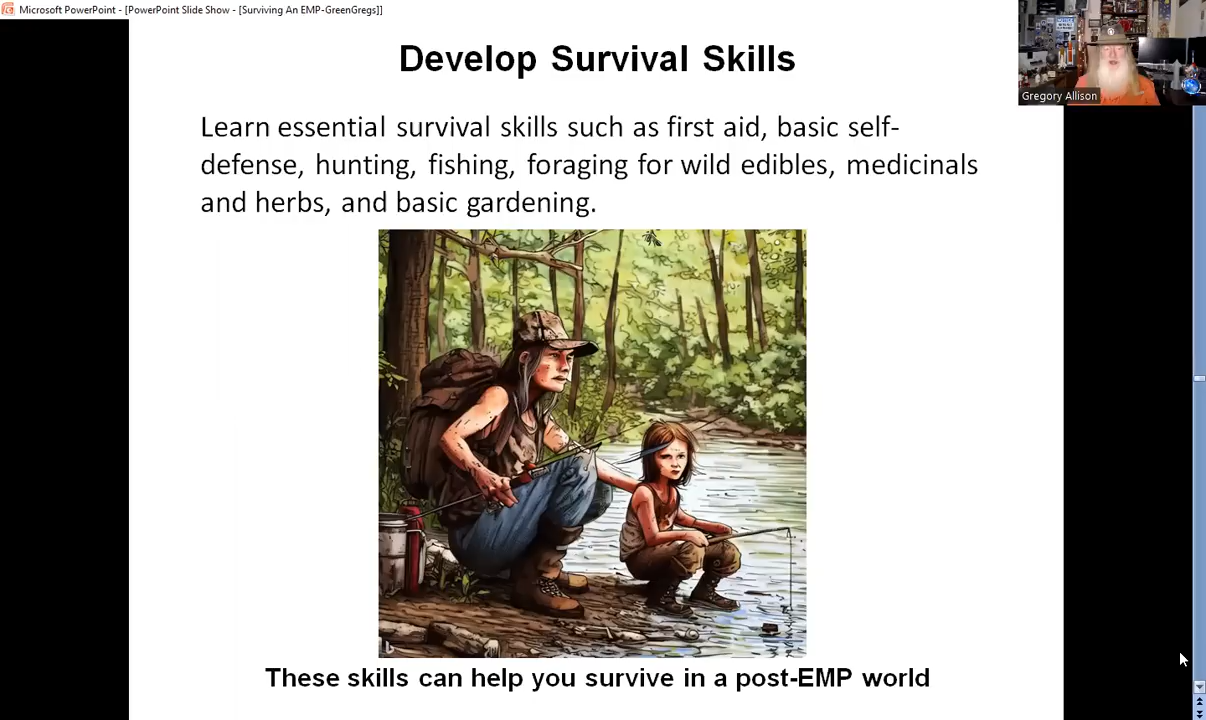 Microsoft PowerPoint - [PowerPoint Slide Show - [Surviving An EMP-GreenGregs]]
Develop Survival Skills
Gregory Allison
Learn essential survival skills such as first aid, basic self-
defense, hunting, fishing, foraging for wild edibles, medicinals
and herbs, and basic gardening.
These skills can help you survive in a post-EMP world